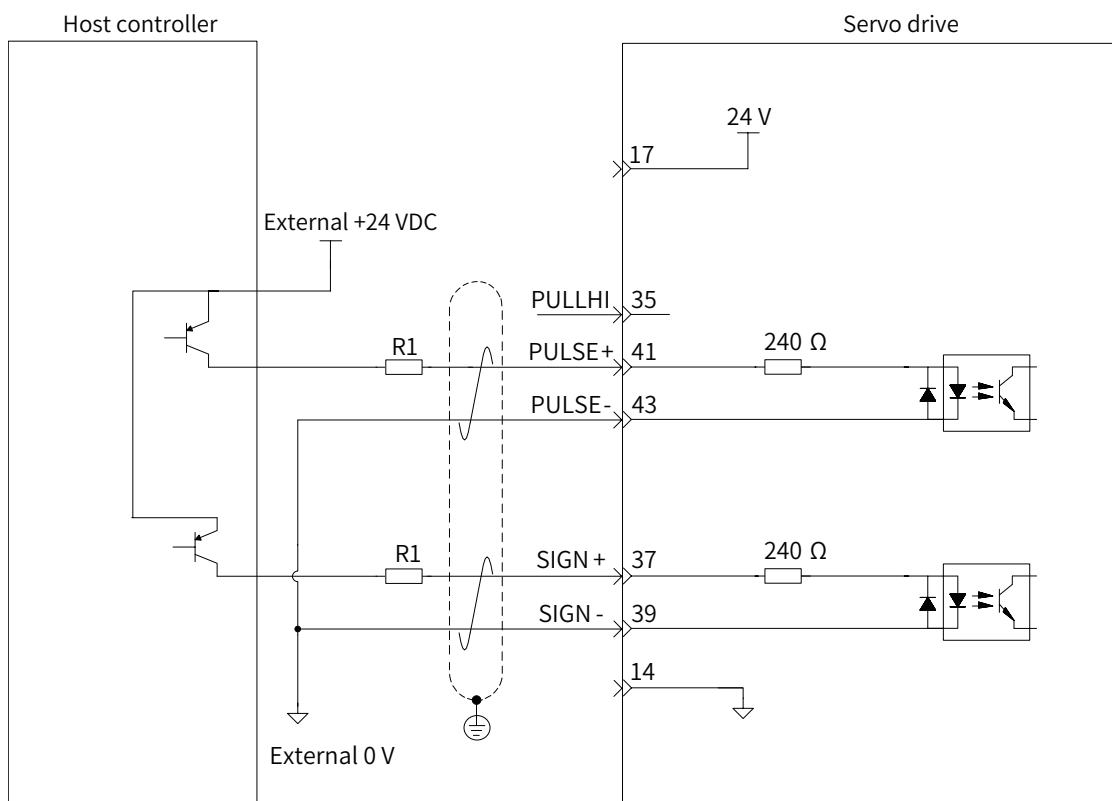 Host controller
Servo drive
24 V
17
External +24 VDC
PULLHI 35
R1
PULSE+ 41
240 Ω
PULSE- 43
R1
SIGN + 37
240 Ω
SIGN - 39
14
External 0 V